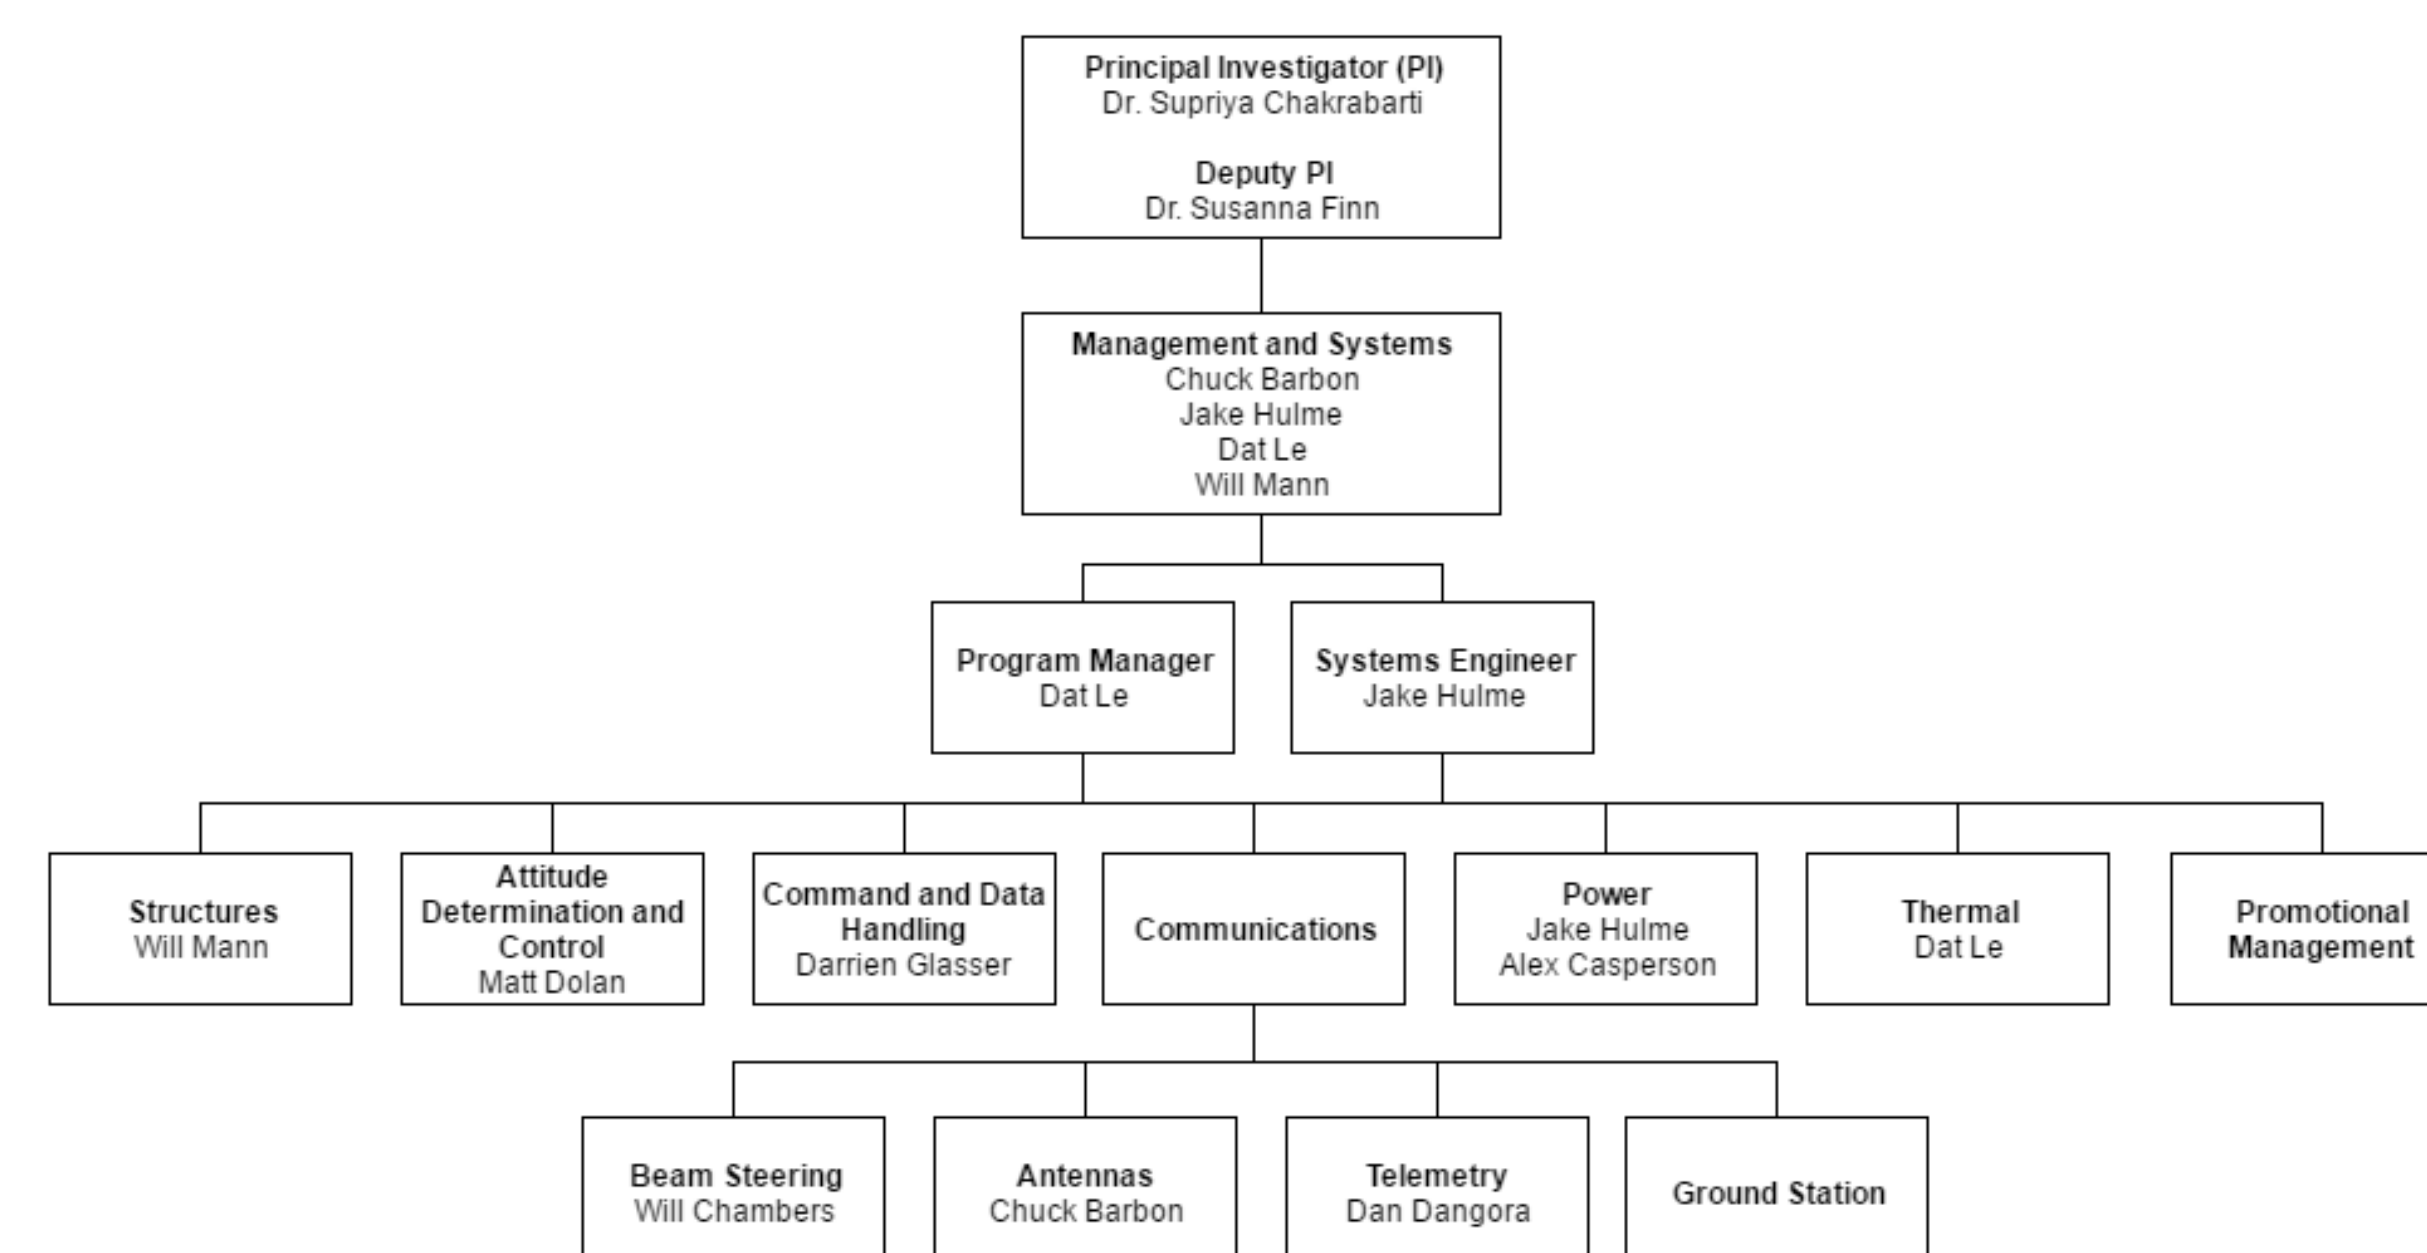 Principal Investigator (PI)
Dr. Supriya Chakrabarti
Deputy PI
Dr. Susanna Finn
Management and Systems
Chuck Barbon
Jake Hulme
Dat Le
Will Mann
Program Manager
Dat Le
Systems Engineer
Jake Hulme
Structures
Will Mann
Attitude
Determination and
Control
Matt Dolan
Command and Data
Handling
Darrien Glasser
Communications
Power
Jake Hulme
Alex Casperson
Thermal
Dat Le
Promotional
Management
Beam Steering
Will Chambers
Antennas
Chuck Barbon
Telemetry
Dan Dangora
Ground Station